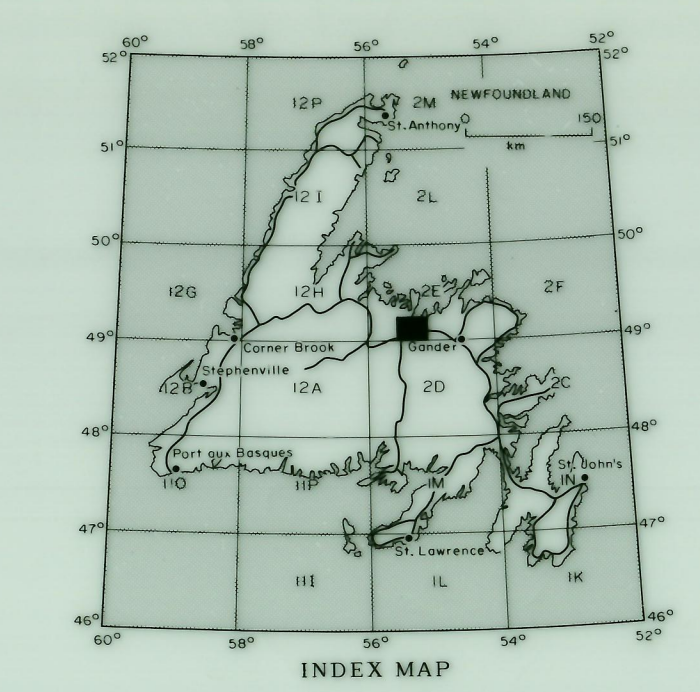 60° 58° 56° 54° 52°
52° 52°
12P 2M NEWFOUNDLAND
St. Anthony 0 150
km
51° 51°
12I 2L
50° 50°
12G 12H 2E 2F
49° 49°
Corner Brook Gander
Stephenville
12B 12A 2D 2C
48° 48°
Port aux Basques St. John's
11O 11P 1M 1N
47° 47°
St. Lawrence
11I 1L 1K
46° 46°
60° 58° 56° 54° 52°
INDEX MAP